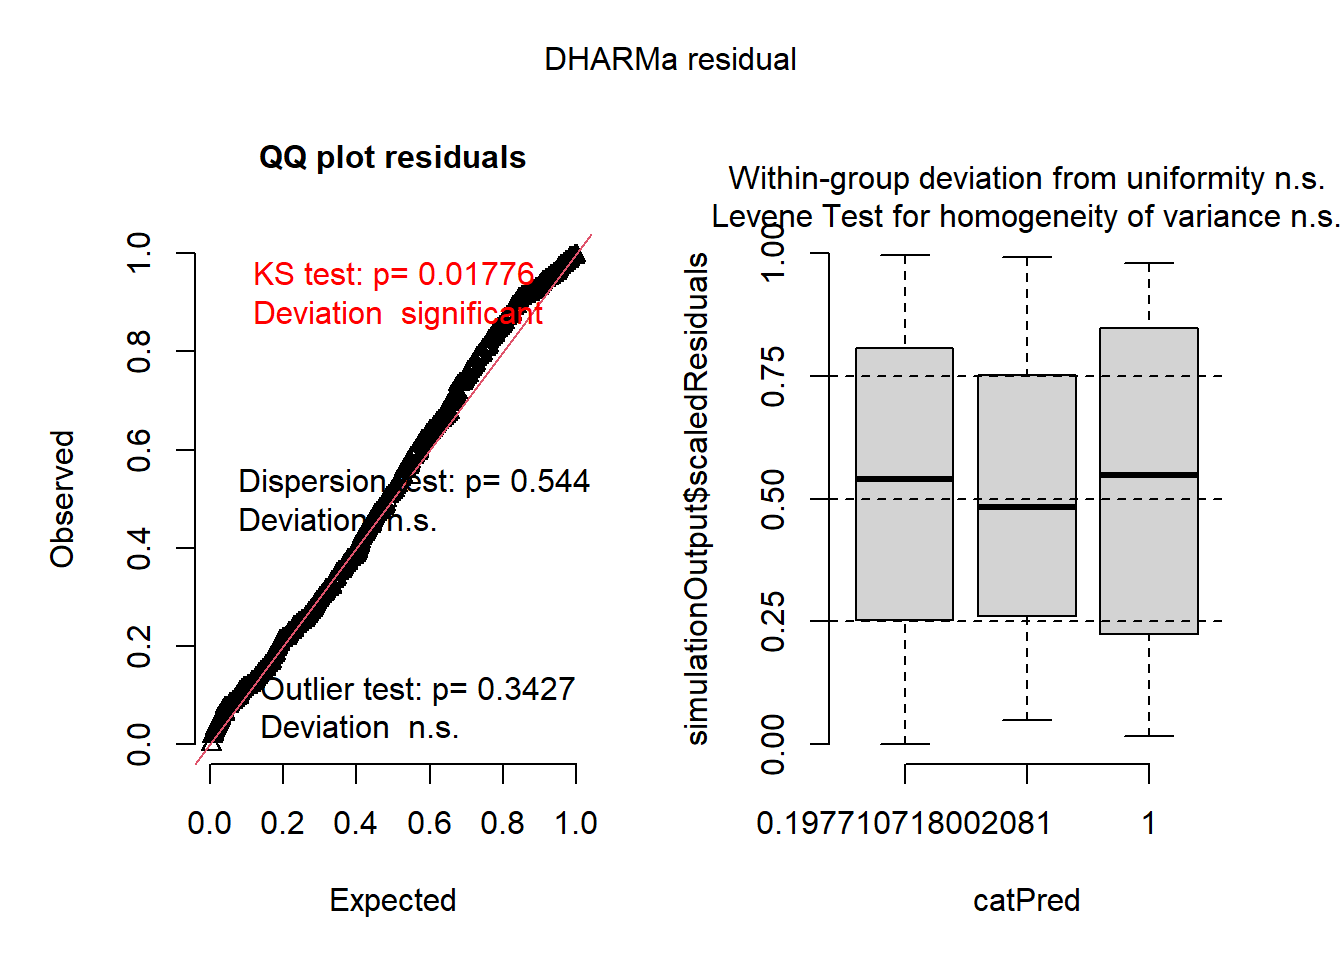 DHARMa residual
QQ plot residuals
KS test: p= 0.01776
Deviation  significant
Dispersion test: p= 0.544
Deviation  n.s.
Outlier test: p= 0.3427
Deviation  n.s.
Observed
0.0
0.2
0.4
0.6
0.8
1.0
0.0 0.2 0.4 0.6 0.8 1.0
Expected
Within-group deviation from uniformity n.s.
Levene Test for homogeneity of variance n.s.
simulationOutput$scaledResiduals
0.00
0.25
0.50
0.75
1.00
0.197710718002081 1
catPred